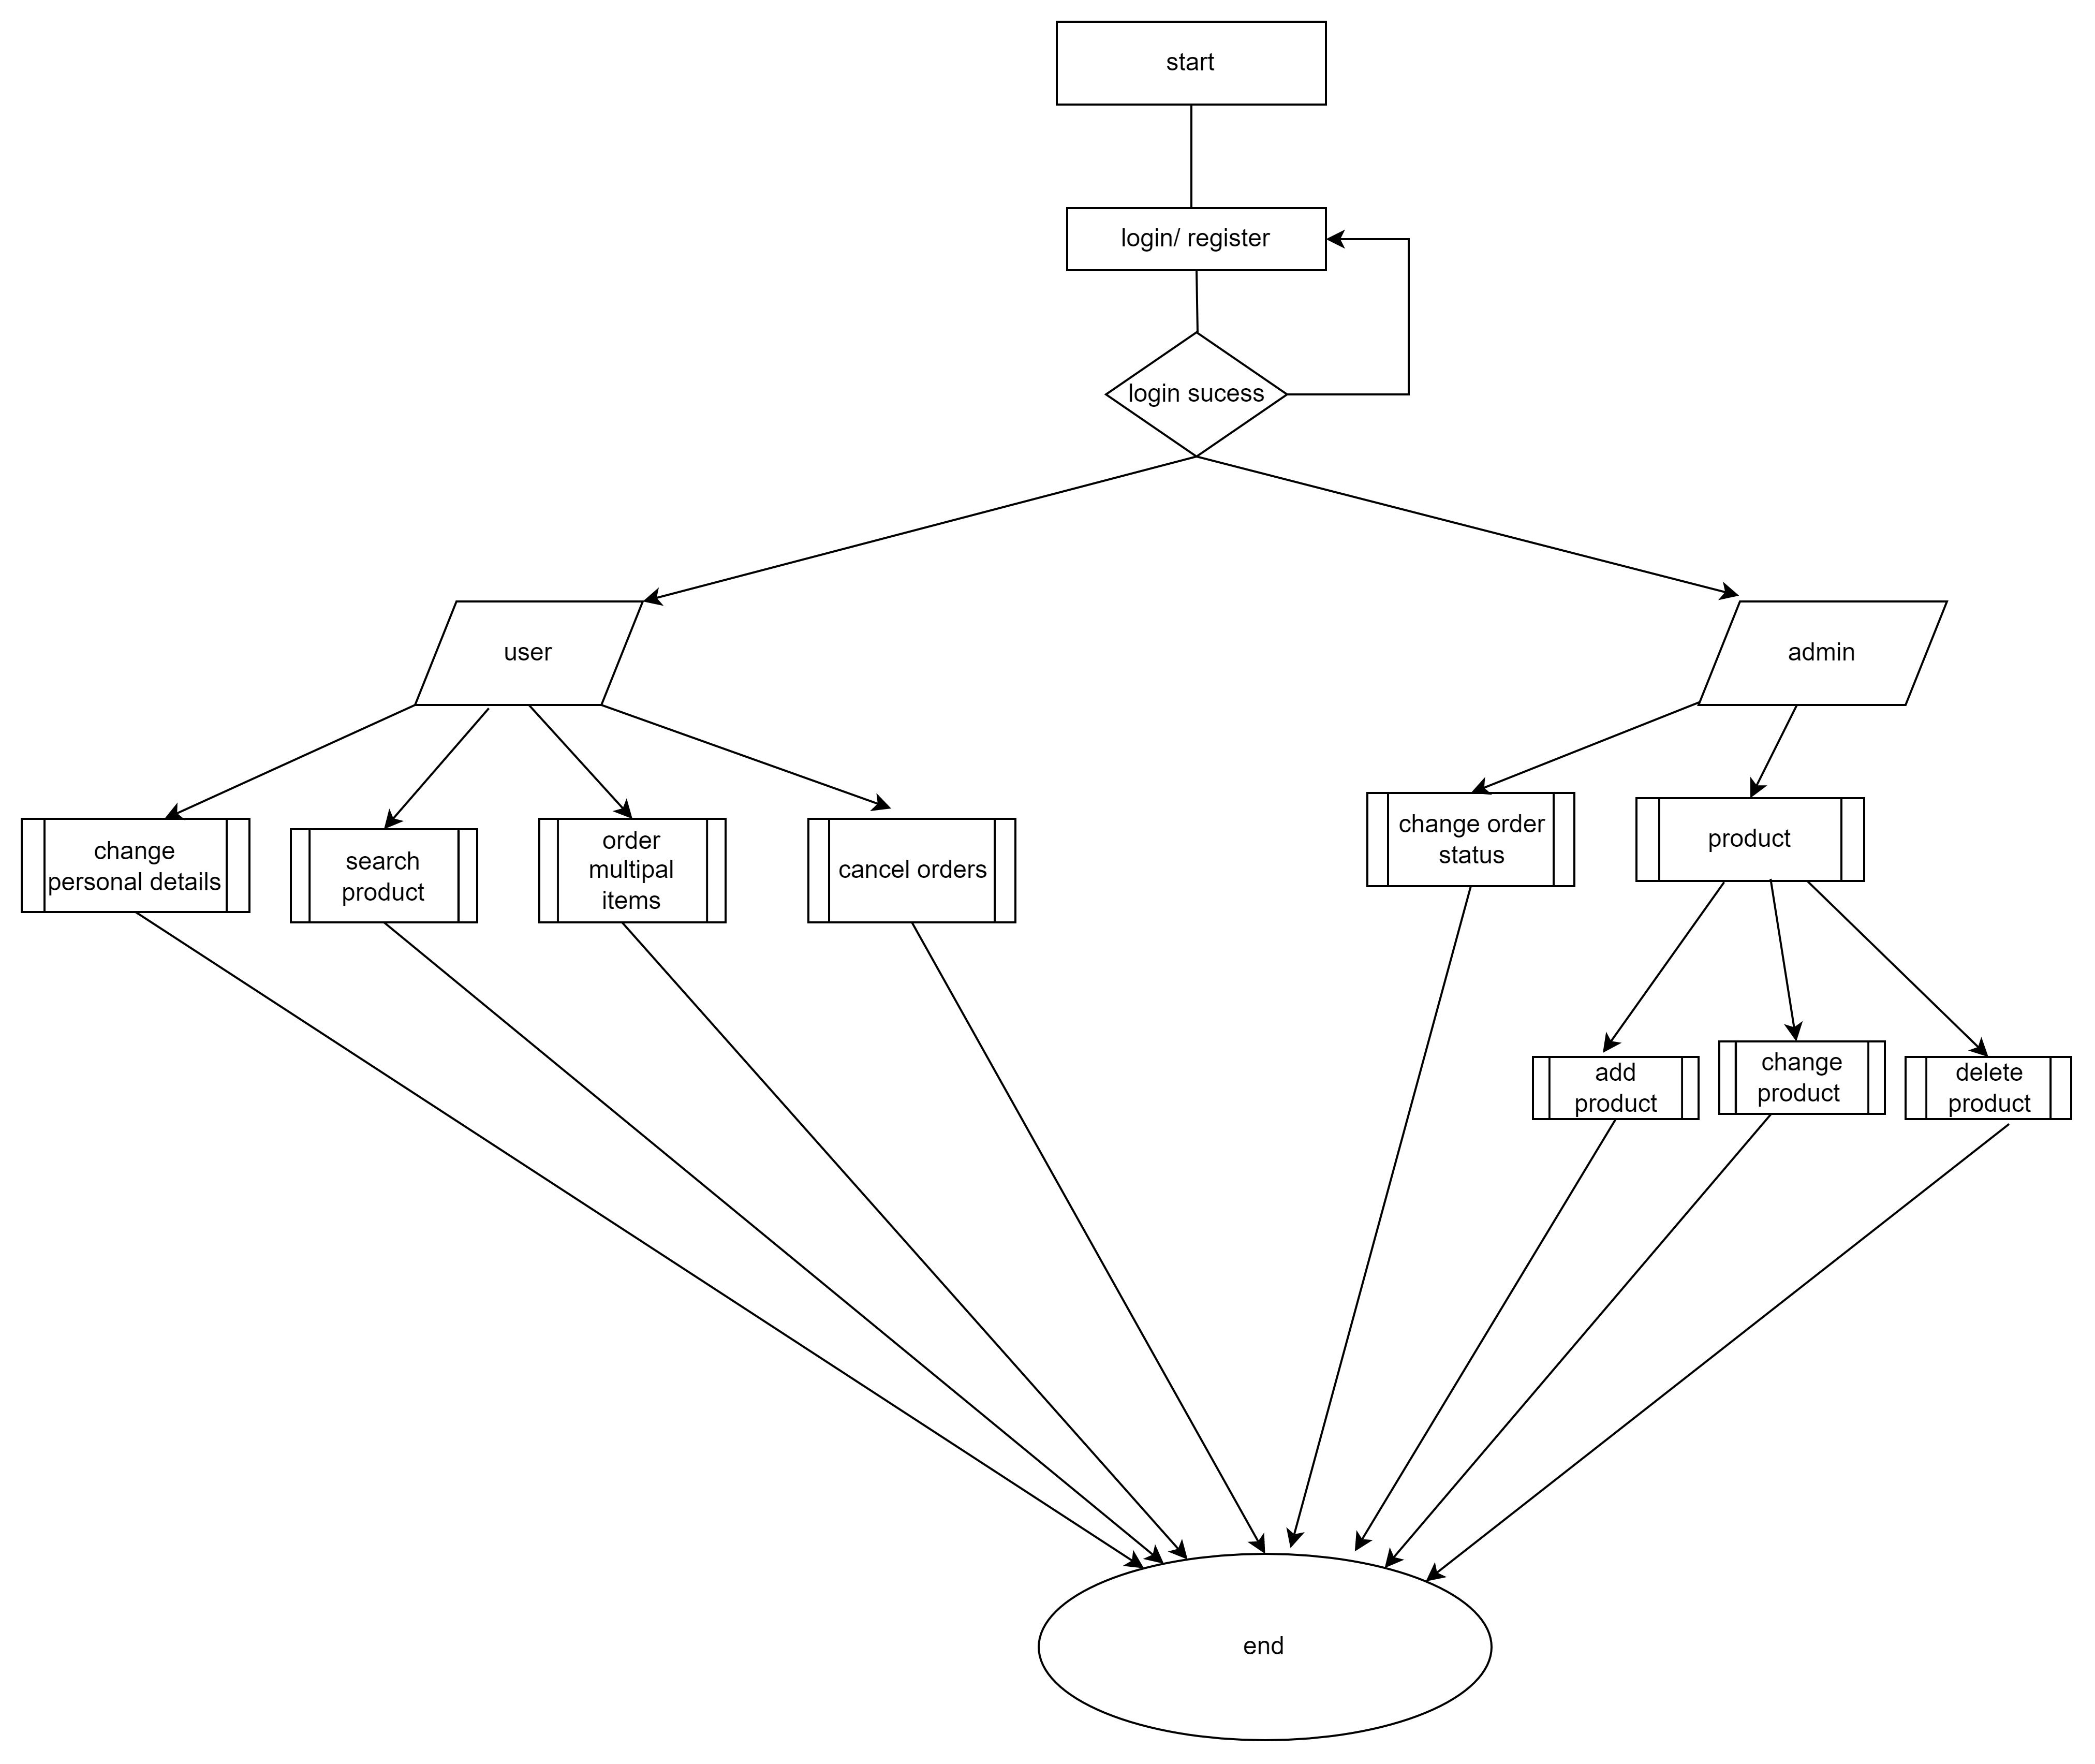 start
login/ register
login sucess
user
admin
change
personal details
search
product
order
multipal
items
cancel orders
change order
status
product
add
product
change
product
delete
product
end